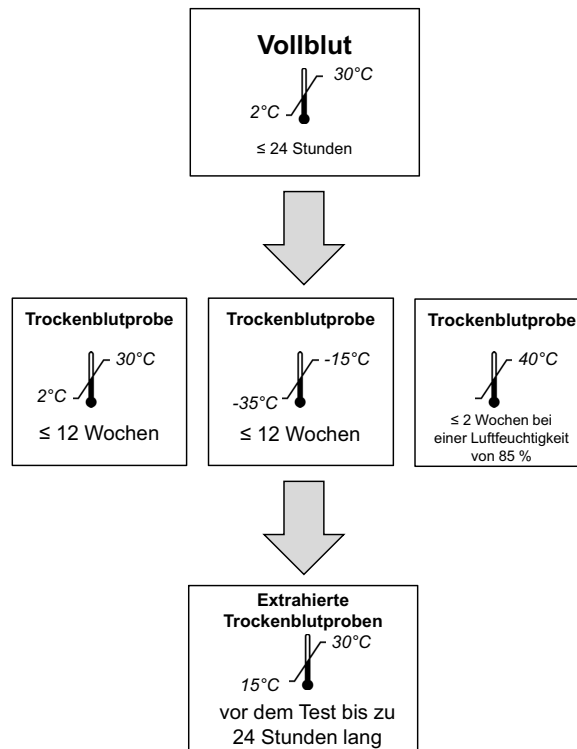 Vollblut
30°C
2°C
≤ 24 Stunden
Trockenblutprobe
30°C
2°C
≤ 12 Wochen
Trockenblutprobe
-15°C
-35°C
≤ 12 Wochen
Trockenblutprobe
40°C
≤ 2 Wochen bei
einer Luftfeuchtigkeit
von 85 %
Extrahierte
Trockenblutproben
30°C
15°C
vor dem Test bis zu
24 Stunden lang